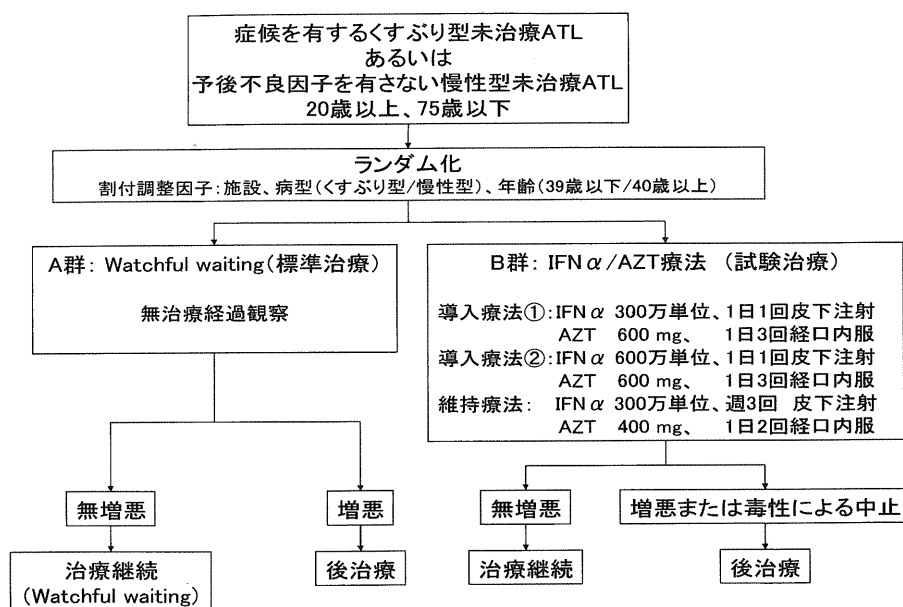 症候を有するくすぶり型未治療ATL
あるいは
予後不良因子を有さない慢性型未治療ATL
20歳以上、75歳以下
ランダム化
割付調整因子:施設、病型(くすぶり型/慢性型)、年齢(39歳以下/40歳以上)
A群: Watchful waiting(標準治療)
無治療経過観察
B群: IFNα/AZT療法 (試験治療)
導入療法①:IFNα 300万単位、1日1回皮下注射
AZT 600 mg、 1日3回経口内服
導入療法②:IFNα 600万単位、1日1回皮下注射
AZT 600 mg、 1日3回経口内服
維持療法: IFNα 300万単位、週3回 皮下注射
AZT 400 mg、 1日2回経口内服
無増悪
増悪
無増悪
増悪または毒性による中止
治療継続
(Watchful waiting)
後治療
治療継続
後治療